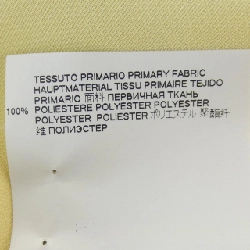 TESSUTO PRIMARIO PRIMARY FABRIC
HAUPTMATERIAL TISSU PRIMAIRE TEJIDO
PRIMARIO 面料 ПЕРВИЧНАЯ ТКАНЬ
100% POLIESTERE POLYESTER POLYESTER
POLYESTER POLIESTER ポリエステル 聚酯纤
维 ПОЛИЭСТЕР